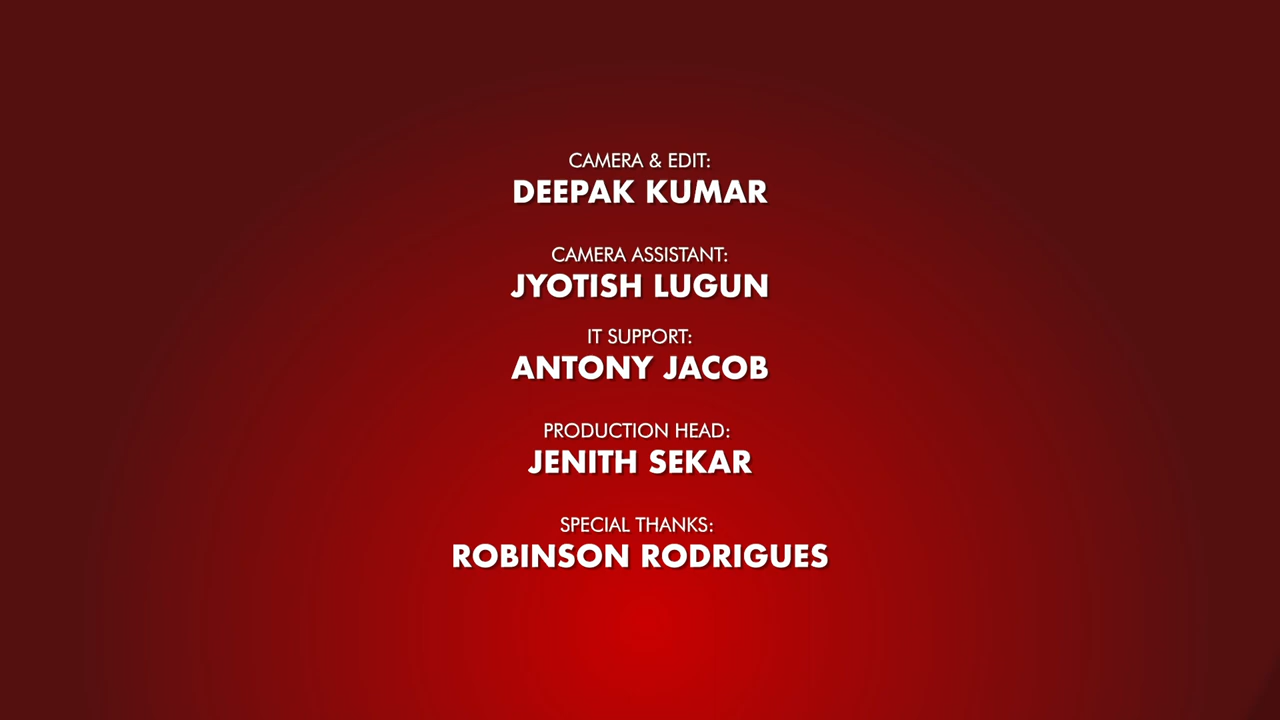 CAMERA & EDIT:
DEEPAK KUMAR
CAMERA ASSISTANT:
JYOTISH LUGUN
IT SUPPORT:
ANTONY JACOB
PRODUCTION HEAD:
JENITH SEKAR
SPECIAL THANKS:
ROBINSON RODRIGUES